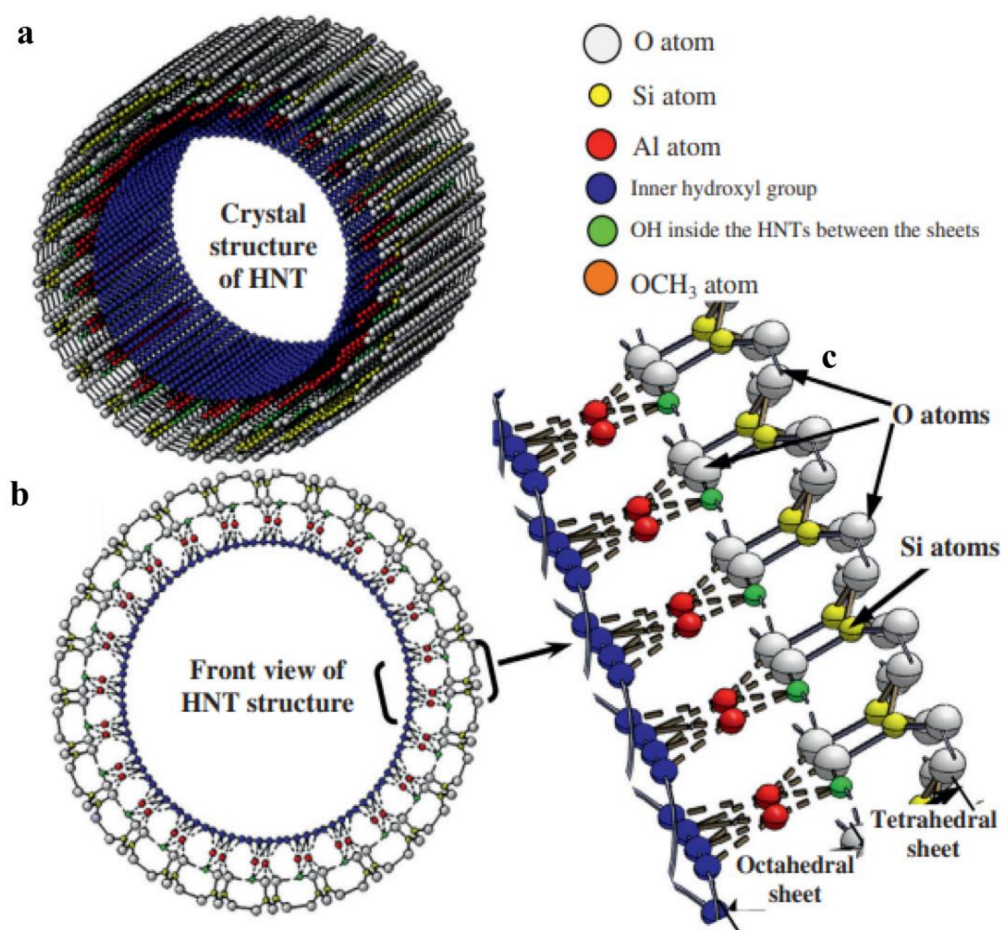 a
O atom
Si atom
Al atom
Inner hydroxyl group
OH inside the HNTs between the sheets
OCH₃ atom
Crystal
structure
of HNT
c
O atoms
b
Si atoms
Front view of
HNT structure
Tetrahedral
sheet
Octahedral
sheet